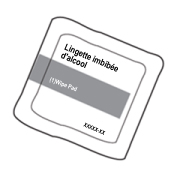 Lingette imbibée
d'alcool
(1)Wipe Pad
XXXXX-XX